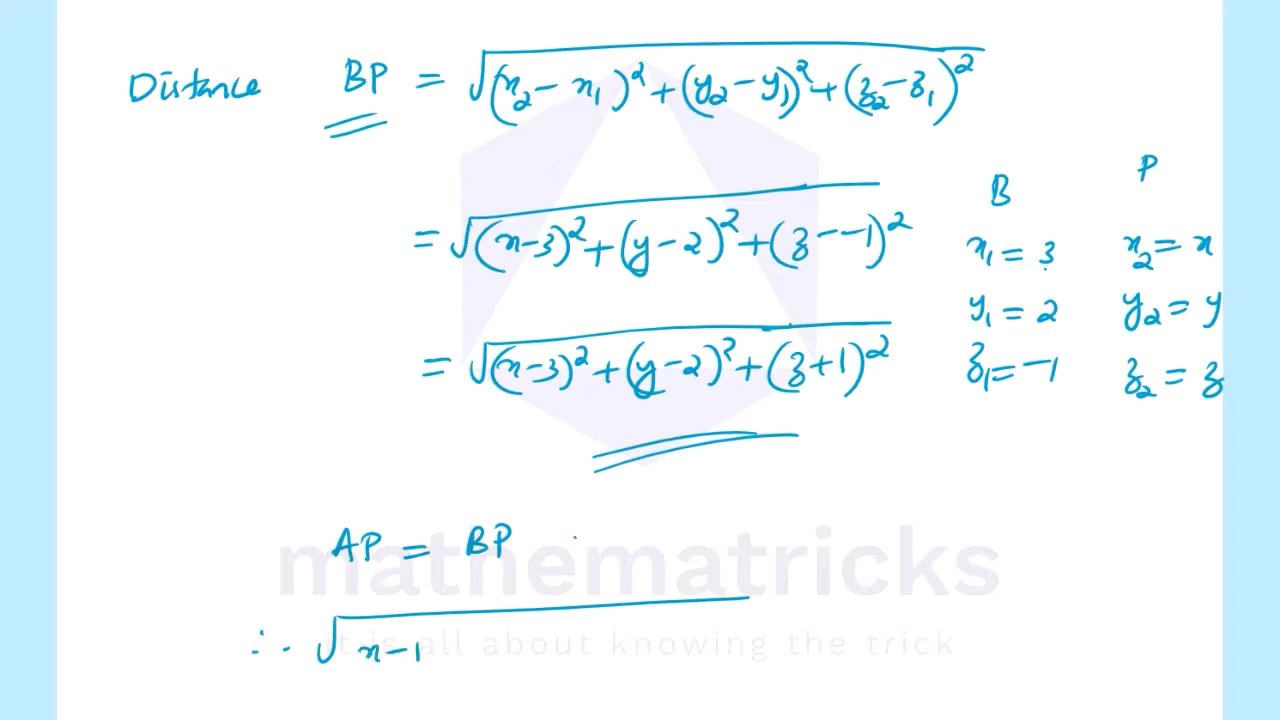 Distance BP = √(x₂ − x₁)² + (y₂ − y₁)² + (z₂ − z₁)²
B P
= √(x−3)² + (y−2)² + (z−−1)² x₁ = 3 x₂ = x
y₁ = 2 y₂ = y
= √(x−3)² + (y−2)² + (z+1)² z₁ = −1 z₂ = z
AP = BP
mathematricks
∴ √x−1
it is all about knowing the trick